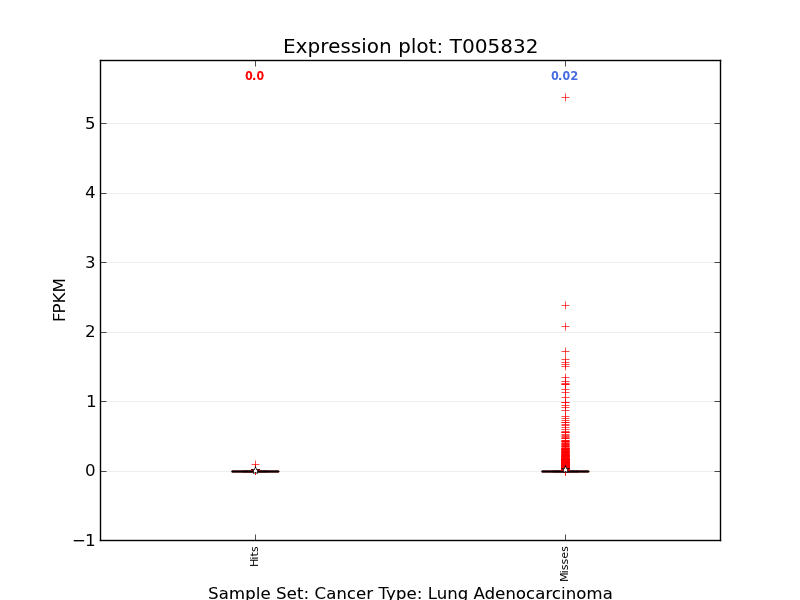 Expression plot: T005832
0.0
0.02
5
4
3
2
1
0
−1
FPKM
Hits
Misses
Sample Set: Cancer Type: Lung Adenocarcinoma